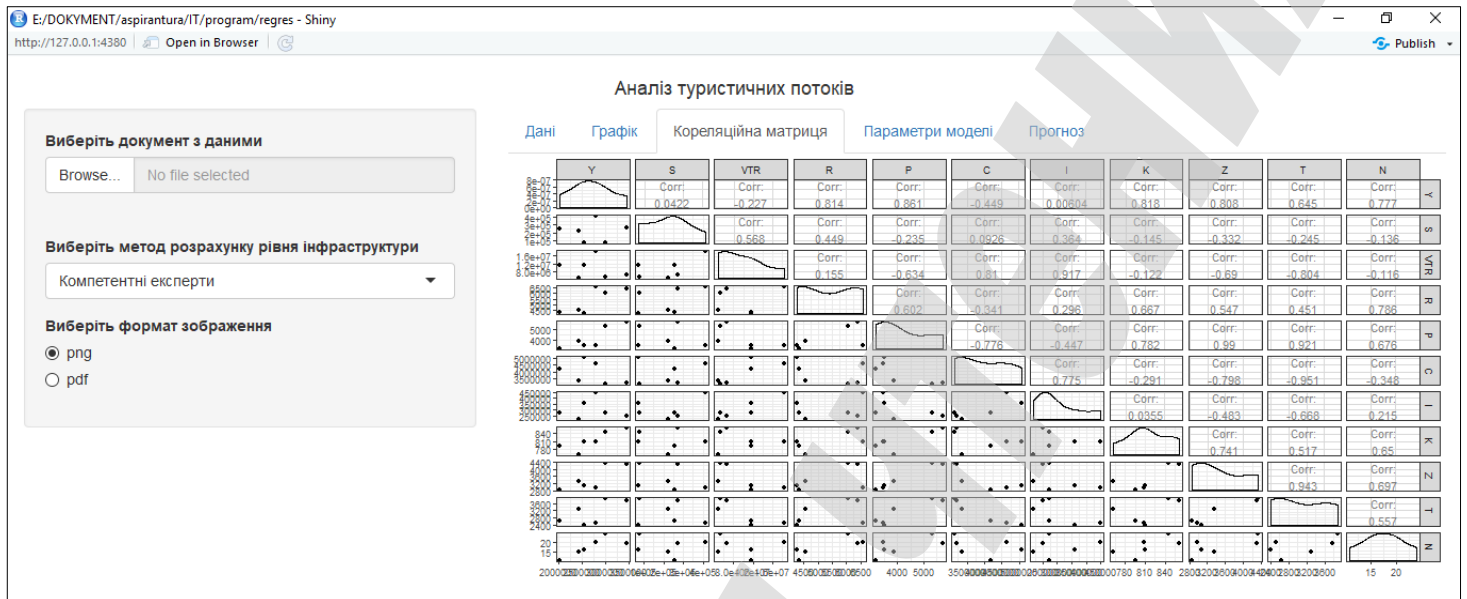 E:/DOKYMENT/aspirantura/IT/program/regres - Shiny
http://127.0.0.1:4380 Open in Browser Publish
Аналіз туристичних потоків
Виберіть документ з даними
Browse... No file selected
Виберіть метод розрахунку рівня інфраструктури
Компетентні експерти
Виберіть формат зображення
png
pdf
Дані Графік Кореляційна матриця Параметри моделі Прогноз
Y S VTR R P C I K Z T N
Corr: Corr: Corr: Corr: Corr: Corr: Corr: Corr: Corr: Corr: Y
0.0422 -0.227 0.814 0.861 -0.449 0.00604 0.818 0.808 0.645 0.777
Corr: Corr: Corr: Corr: Corr: Corr: Corr: Corr: Corr: S
0.568 0.449 -0.235 0.0926 0.364 -0.145 -0.332 -0.245 -0.136
Corr: Corr: Corr: Corr: Corr: Corr: Corr: Corr: VTR
0.155 -0.634 0.81 0.917 -0.122 -0.69 -0.804 -0.116
Corr: Corr: Corr: Corr: Corr: Corr: Corr: R
0.602 -0.341 0.296 0.667 0.547 0.451 0.786
5000 Corr: Corr: Corr: Corr: Corr: Corr: P
4000 -0.776 -0.447 0.782 0.99 0.921 0.676
Corr: Corr: Corr: Corr: Corr: C
0.775 -0.291 -0.798 -0.951 -0.348
Corr: Corr: Corr: Corr: I
0.0355 -0.483 -0.668 0.215
840 Corr: Corr: Corr: K
810 0.741 0.517 0.65
780
Corr: Corr: Z
0.943 0.697
Corr: T
0.557
20 N
15
4000 5000 780 810 840 15 20